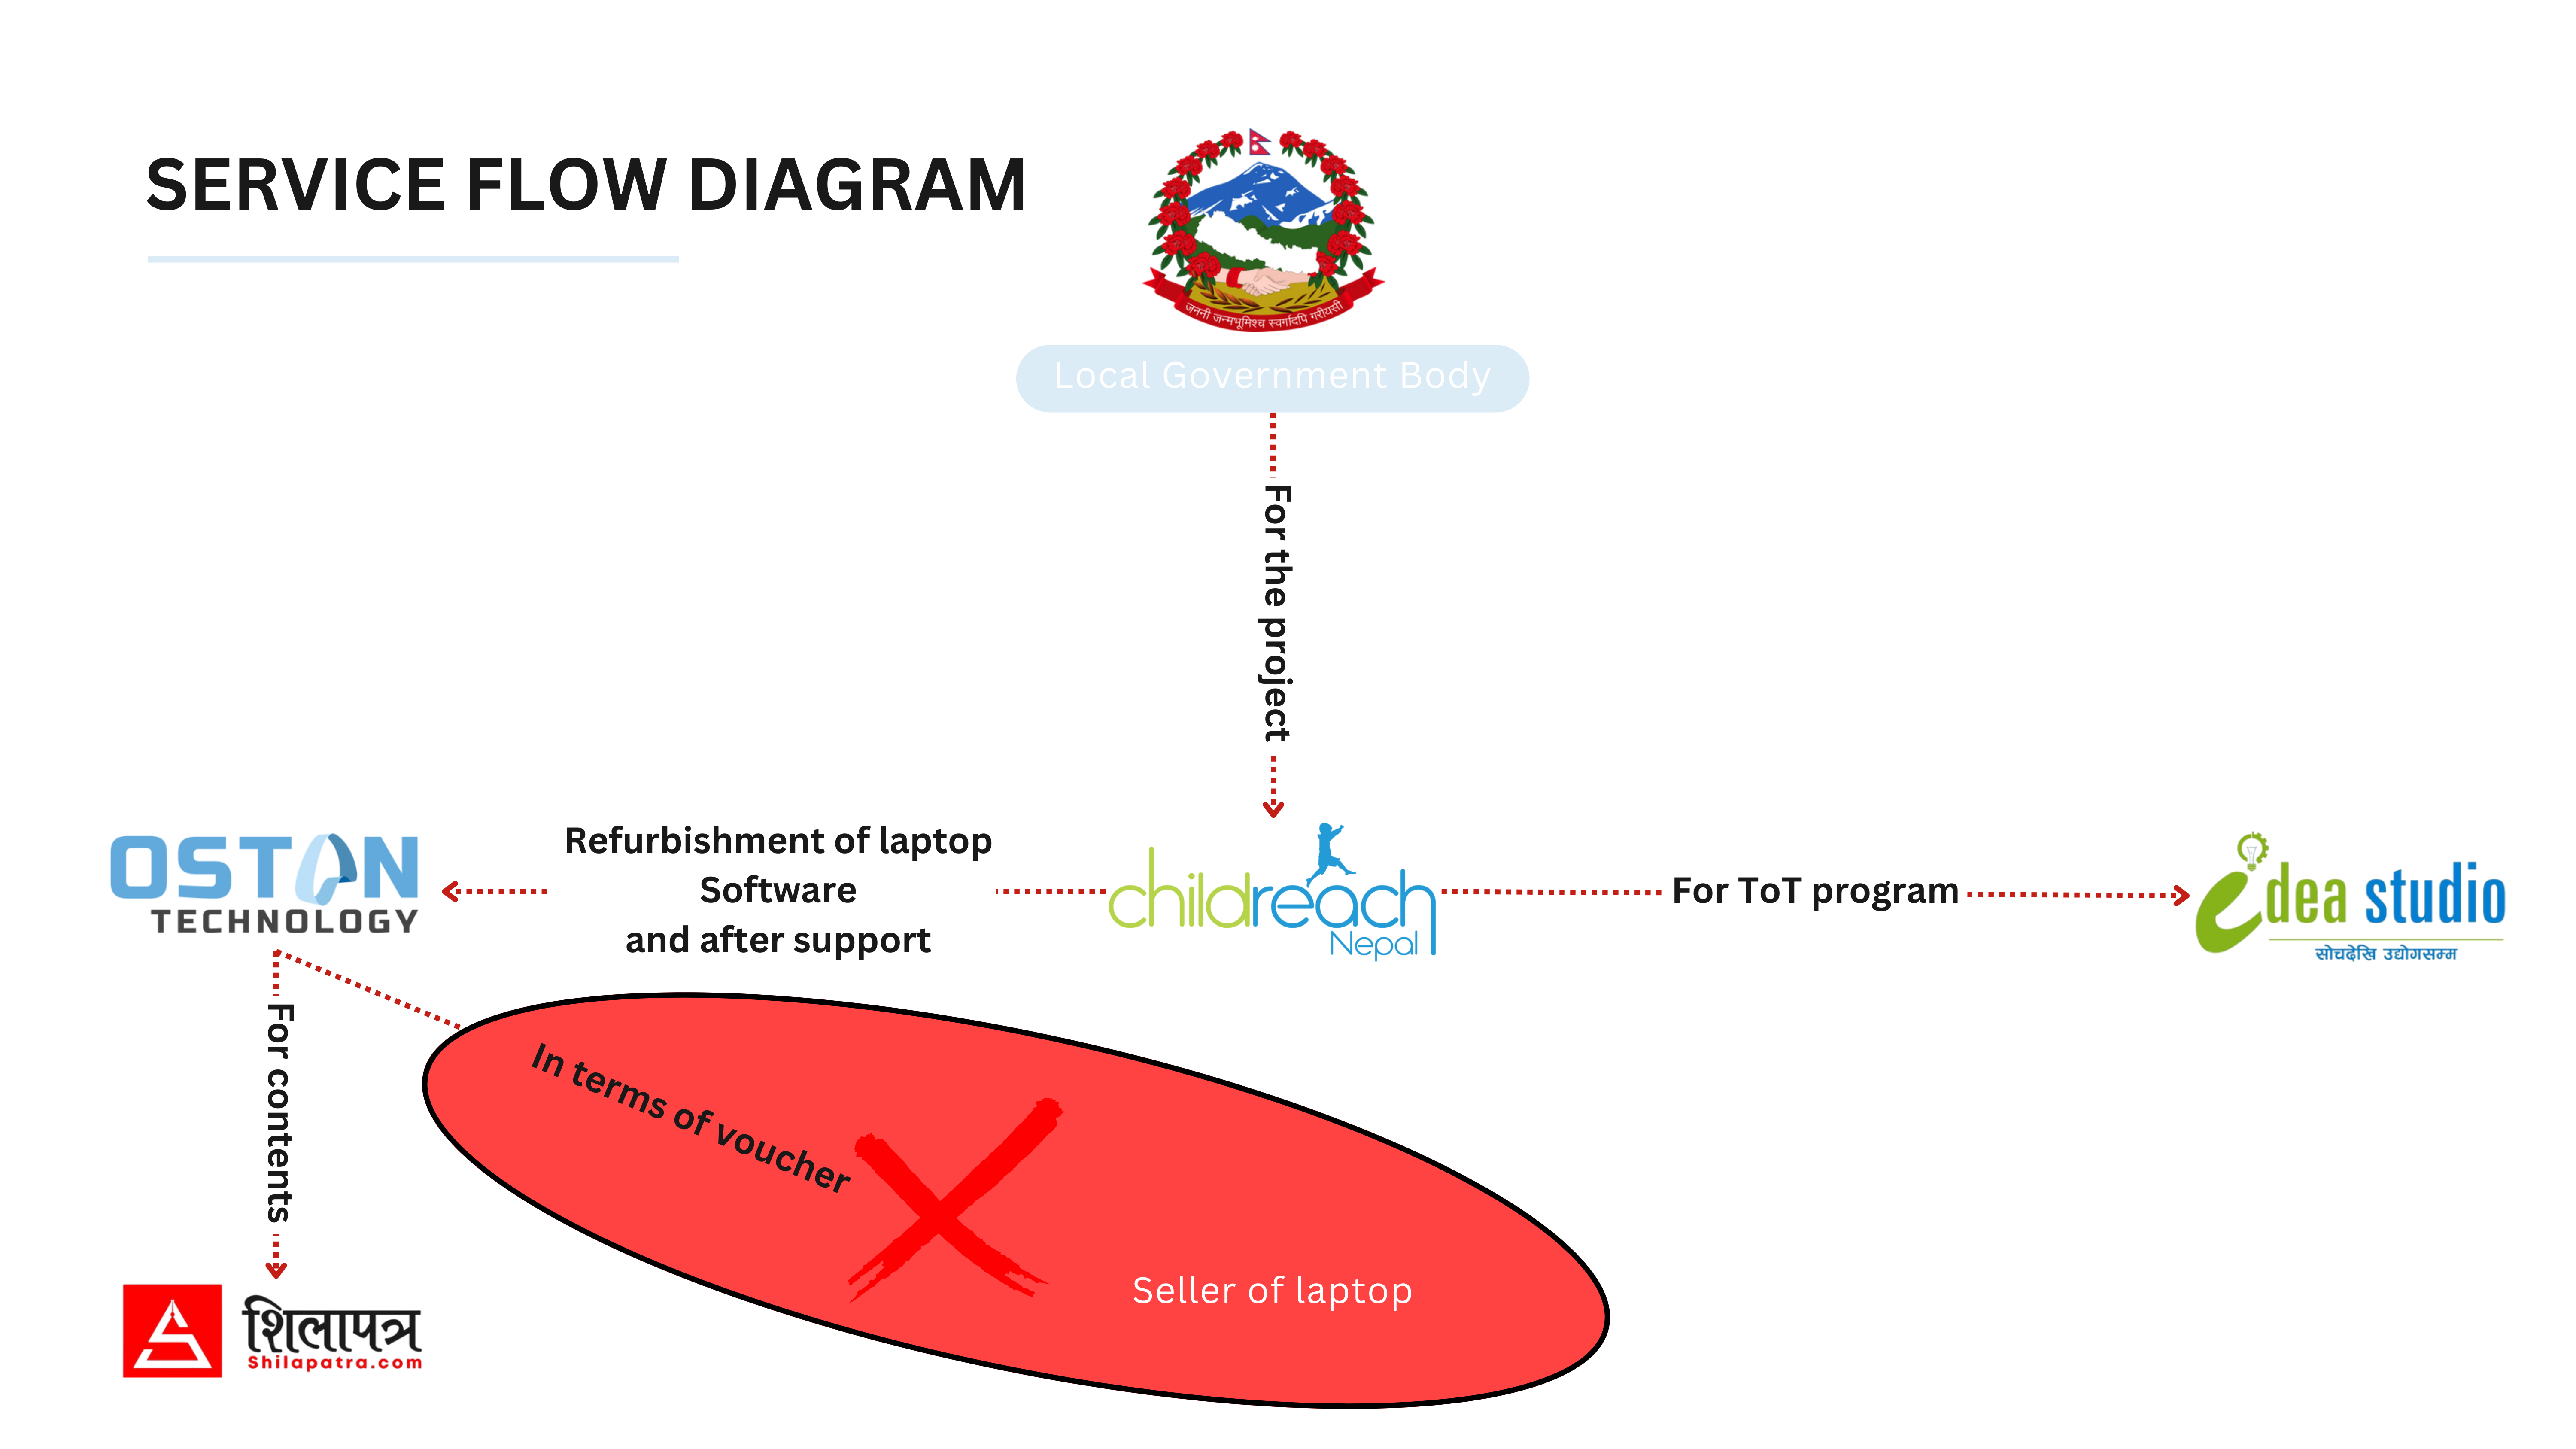 SERVICE FLOW DIAGRAM
जननी जन्मभूमिश्च स्वर्गादपि गरीयसी
Local Government Body
For the project
OSTAN
TECHNOLOGY
Refurbishment of laptop
Software
and after support
childreach
Nepal
For ToT program
idea studio
सोचदेखि उद्योगसम्म
For contents
In terms of voucher
Seller of laptop
शिलापत्र
Shilapatra.com